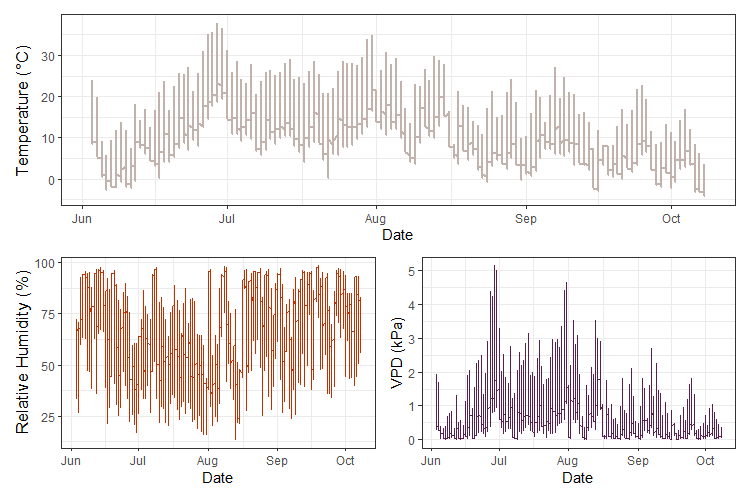 Temperature (°C)
30
20
10
0
Jun Jul Aug Sep Oct
Date
Relative Humidity (%)
100
75
50
25
Jun Jul Aug Sep Oct
Date
VPD (kPa)
5
4
3
2
1
0
Jun Jul Aug Sep Oct
Date